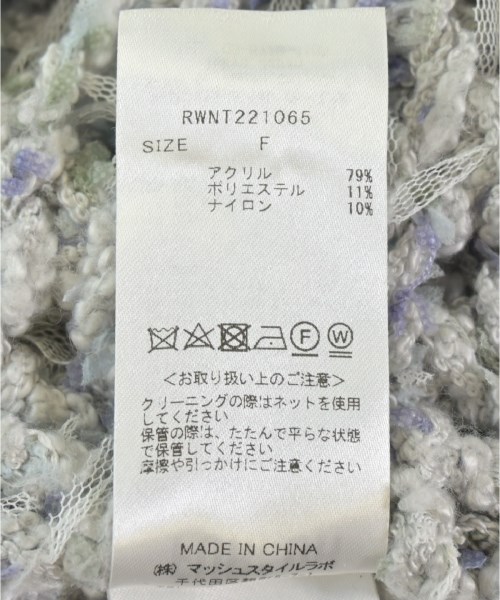 RWNT221065
SIZE F
アクリル 79%
ポリエステル 11%
ナイロン 10%
F W
<お取り扱い上のご注意>
クリーニングの際はネットを使用
してください
保管の際は、たたんで平らな状態
で保管してください
摩擦や引っかけにご注意ください
MADE IN CHINA
(株) マッシュスタイルラボ
千代田区